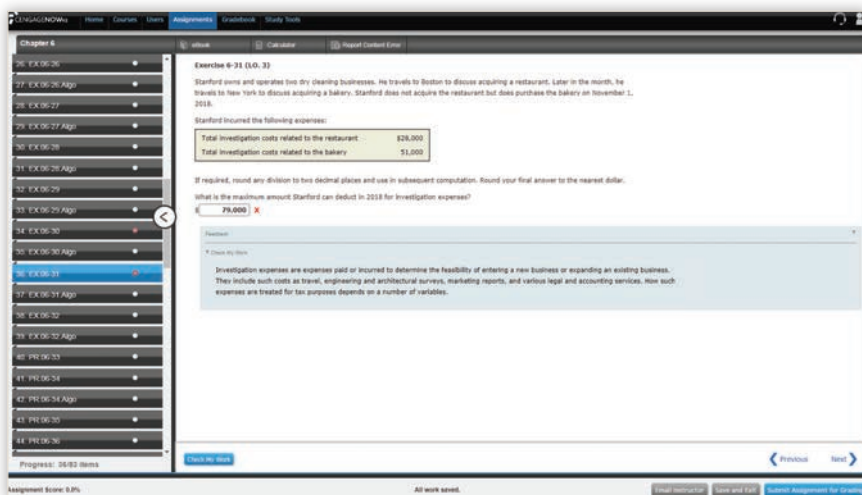 CENGAGENOWv2 Home Courses Users Assignments Gradebook Study Tools
Chapter 6
eBook Calculator Report Content Error
26. EX.06-26
27. EX.06-26.Algo
28. EX.06-27
29. EX.06-27.Algo
30. EX.06-28
31. EX.06-28.Algo
32. EX.06-29
33. EX.06-29.Algo
34. EX.06-30
35. EX.06-30.Algo
36. EX.06-31
37. EX.06-31.Algo
38. EX.06-32
39. EX.06-32.Algo
40. PR.06-33
41. PR.06-34
42. PR.06-34.Algo
43. PR.06-35
44. PR.06-36
Progress: 36/83 items
Exercise 6-31 (LO. 3)
Stanford owns and operates two dry cleaning businesses. He travels to Boston to discuss acquiring a restaurant. Later in the month, he
travels to New York to discuss acquiring a bakery. Stanford does not acquire the restaurant but does purchase the bakery on November 1,
2018.
Stanford incurred the following expenses:
Total investigation costs related to the restaurant $28,000
Total investigation costs related to the bakery 51,000
If required, round any division to two decimal places and use in subsequent computation. Round your final answer to the nearest dollar.
What is the maximum amount Stanford can deduct in 2018 for investigation expenses?
$ 79,000 X
Feedback
Check My Work
Investigation expenses are expenses paid or incurred to determine the feasibility of entering a new business or expanding an existing business.
They include such costs as travel, engineering and architectural surveys, marketing reports, and various legal and accounting services. How such
expenses are treated for tax purposes depends on a number of variables.
Check My Work
Previous Next
Assignment Score: 0.0% All work saved. Email Instructor Save and Exit Submit Assignment for Grading